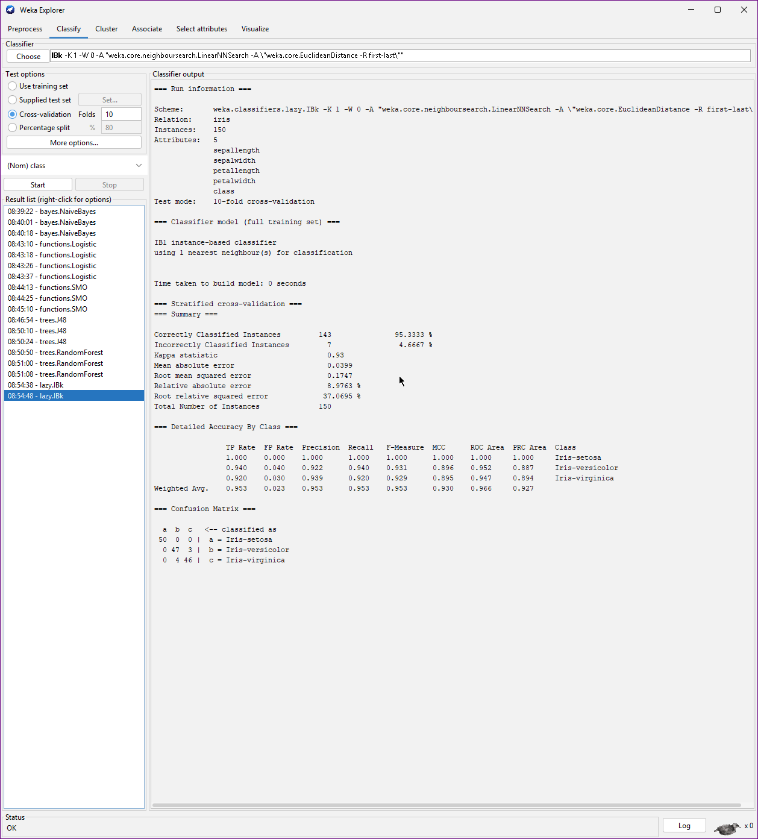 Weka Explorer
Preprocess Classify Cluster Associate Select attributes Visualize
Classifier
Choose IBk -K 1 -W 0 -A "weka.core.neighboursearch.LinearNNSearch -A \"weka.core.EuclideanDistance -R first-last\""
Test options
Use training set
Supplied test set Set...
Cross-validation Folds 10
Percentage split % 80
More options...
(Nom) class
Start Stop
Result list (right-click for options)
08:39:22 - bayes.NaiveBayes
08:40:01 - bayes.NaiveBayes
08:40:18 - bayes.NaiveBayes
08:43:10 - functions.Logistic
08:43:18 - functions.Logistic
08:43:26 - functions.Logistic
08:43:37 - functions.Logistic
08:44:13 - functions.SMO
08:44:25 - functions.SMO
08:45:10 - functions.SMO
08:46:54 - trees.J48
08:50:10 - trees.J48
08:50:24 - trees.J48
08:50:50 - trees.RandomForest
08:51:00 - trees.RandomForest
08:51:08 - trees.RandomForest
08:54:38 - lazy.IBk
08:54:48 - lazy.IBk
Classifier output
=== Run information ===
Scheme: weka.classifiers.lazy.IBk -K 1 -W 0 -A "weka.core.neighboursearch.LinearNNSearch -A \"weka.core.EuclideanDistance -R first-last\
Relation: iris
Instances: 150
Attributes: 5
sepallength
sepalwidth
petallength
petalwidth
class
Test mode: 10-fold cross-validation
=== Classifier model (full training set) ===
IB1 instance-based classifier
using 1 nearest neighbour(s) for classification
Time taken to build model: 0 seconds
=== Stratified cross-validation ===
=== Summary ===
Correctly Classified Instances 143 95.3333 %
Incorrectly Classified Instances 7 4.6667 %
Kappa statistic 0.93
Mean absolute error 0.0399
Root mean squared error 0.1747
Relative absolute error 8.9763 %
Root relative squared error 37.0695 %
Total Number of Instances 150
=== Detailed Accuracy By Class ===
TP Rate FP Rate Precision Recall F-Measure MCC ROC Area PRC Area Class
1.000 0.000 1.000 1.000 1.000 1.000 1.000 1.000 Iris-setosa
0.940 0.040 0.922 0.940 0.931 0.896 0.952 0.887 Iris-versicolor
0.920 0.030 0.939 0.920 0.929 0.895 0.947 0.894 Iris-virginica
Weighted Avg. 0.953 0.023 0.953 0.953 0.953 0.930 0.966 0.927
=== Confusion Matrix ===
a b c <-- classified as
50 0 0 | a = Iris-setosa
0 47 3 | b = Iris-versicolor
0 4 46 | c = Iris-virginica
Status
OK
Log x 0